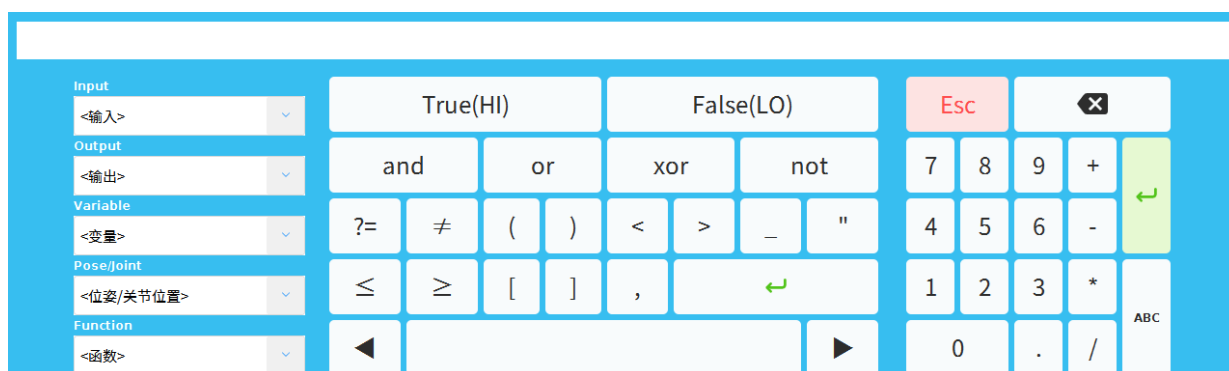 Input
<输入>
Output
<输出>
Variable
<变量>
Pose/Joint
<位姿/关节位置>
Function
<函数>
True(HI) False(LO)
and or xor not
?= ≠ ( ) < > _ "
≤ ≥ [ ] ,
Esc
7 8 9 +
4 5 6 -
1 2 3 *
ABC
0 . /